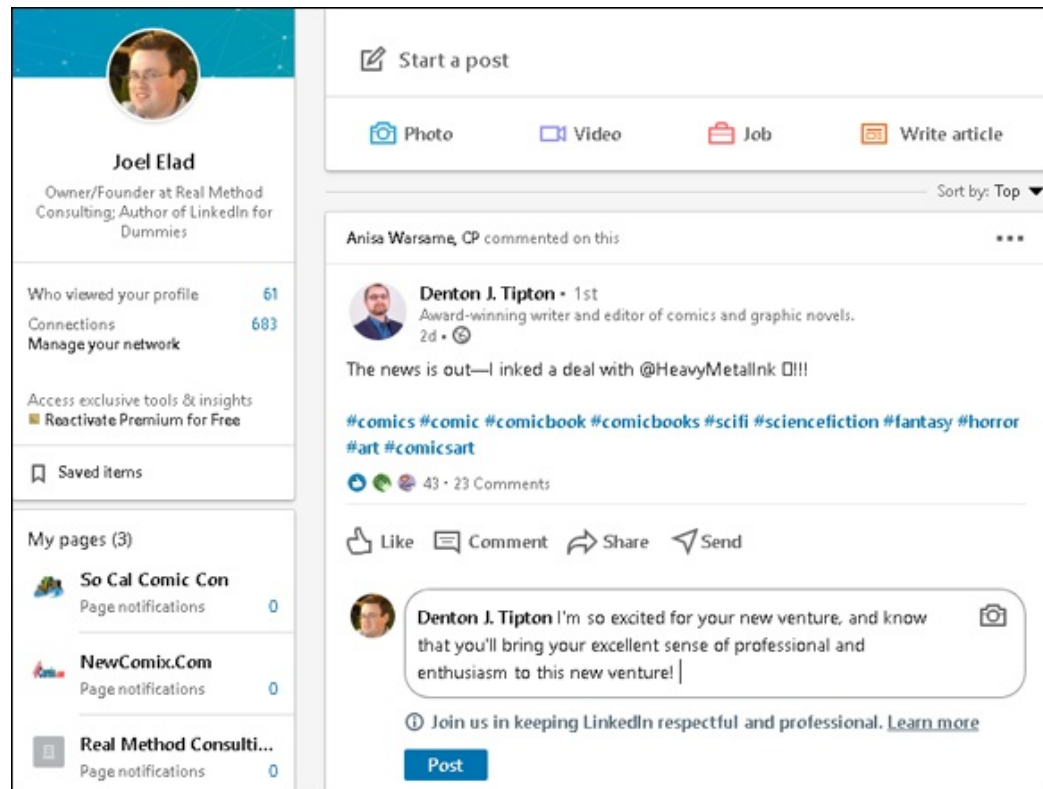 Joel Elad
Owner/Founder at Real Method
Consulting; Author of LinkedIn for
Dummies
Who viewed your profile 61
Connections 683
Manage your network
Access exclusive tools & insights
Reactivate Premium for Free
Saved items
My pages (3)
So Cal Comic Con
Page notifications 0
NewComix.Com
Page notifications 0
Real Method Consulti...
Page notifications 0
Start a post
Photo Video Job Write article
Sort by: Top
Anisa Warsame, CP commented on this
Denton J. Tipton • 1st
Award-winning writer and editor of comics and graphic novels.
2d •
The news is out—I inked a deal with @HeavyMetalInk !!!
#comics #comic #comicbook #comicbooks #scifi #sciencefiction #fantasy #horror
#art #comicsart
43 · 23 Comments
Like Comment Share Send
Denton J. Tipton I'm so excited for your new venture, and know
that you'll bring your excellent sense of professional and
enthusiasm to this new venture!
Join us in keeping LinkedIn respectful and professional. Learn more
Post